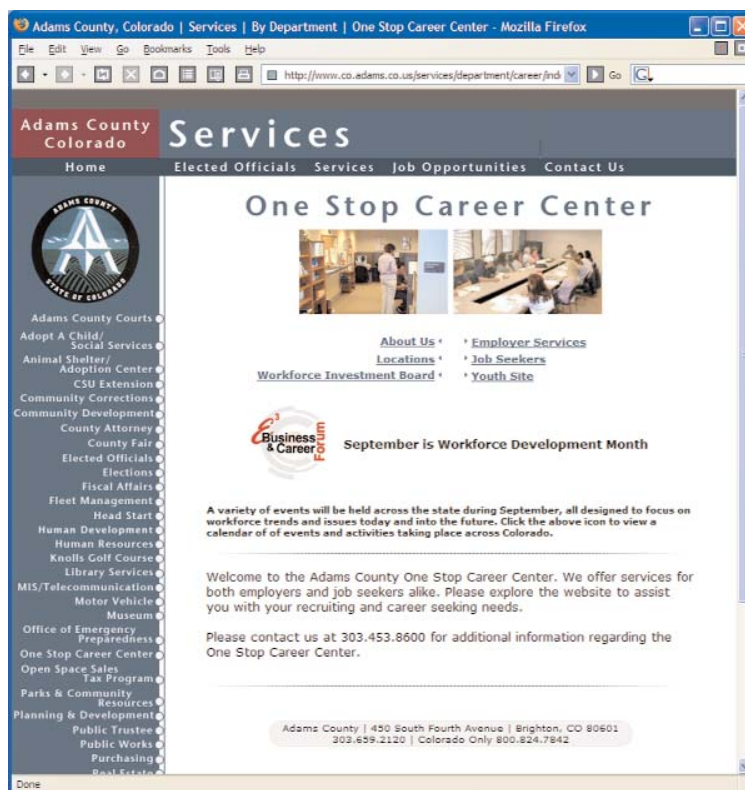 Adams County, Colorado | Services | By Department | One Stop Career Center - Mozilla Firefox
File Edit View Go Bookmarks Tools Help
http://www.co.adams.co.us/services/department/career/ind Go G
Adams County
Colorado
Services
Home Elected Officials Services Job Opportunities Contact Us
ADAMS COUNTY
STATE OF COLORADO
Adams County Courts
Adopt A Child/
Social Services
Animal Shelter/
Adoption Center
CSU Extension
Community Corrections
Community Development
County Attorney
County Fair
Elected Officials
Elections
Fiscal Affairs
Fleet Management
Head Start
Human Development
Human Resources
Knolls Golf Course
Library Services
MIS/Telecommunication
Motor Vehicle
Museum
Office of Emergency
Preparedness
One Stop Career Center
Open Space Sales
Tax Program
Parks & Community
Resources
Planning & Development
Public Trustee
Public Works
Purchasing
Real Estate
One Stop Career Center
About Us Employer Services
Locations Job Seekers
Workforce Investment Board Youth Site
E3
Business
& Career
Forum
September is Workforce Development Month
A variety of events will be held across the state during September, all designed to focus on
workforce trends and issues today and into the future. Click the above icon to view a
calendar of of events and activities taking place across Colorado.
Welcome to the Adams County One Stop Career Center. We offer services for
both employers and job seekers alike. Please explore the website to assist
you with your recruiting and career seeking needs.
Please contact us at 303.453.8600 for additional information regarding the
One Stop Career Center.
Adams County | 450 South Fourth Avenue | Brighton, CO 80601
303.659.2120 | Colorado Only 800.824.7842
Done